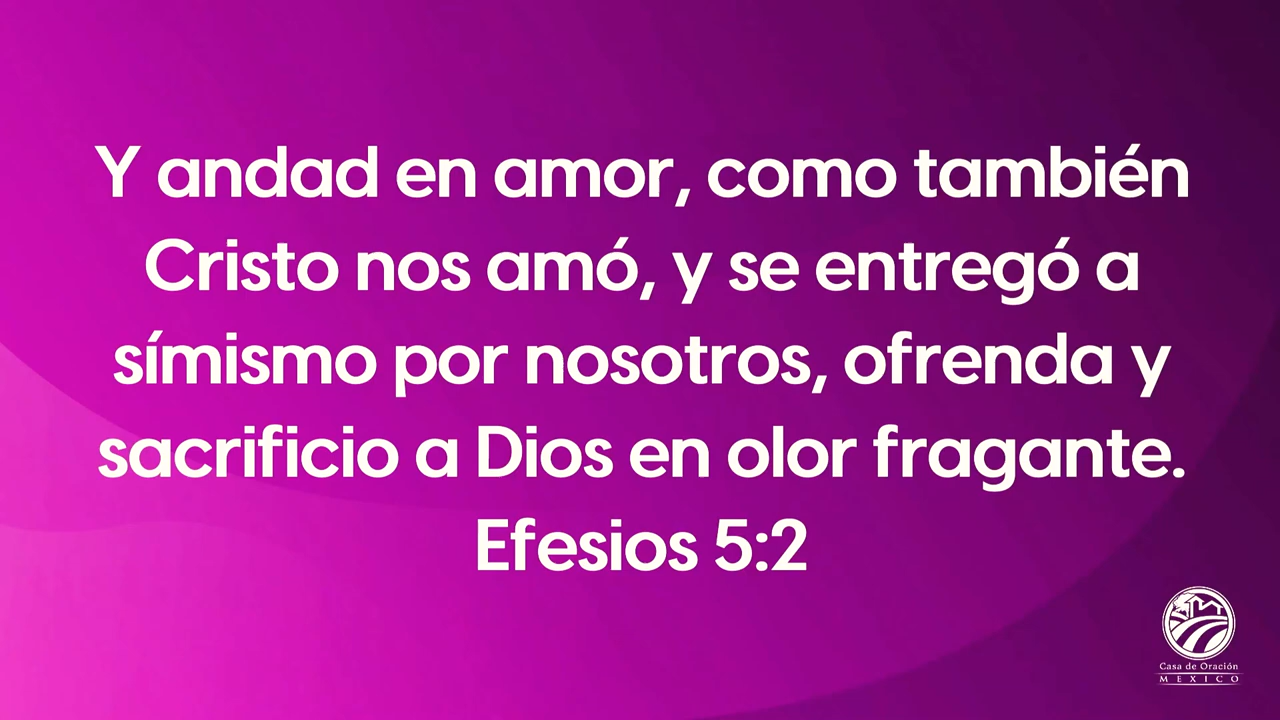 Y andad en amor, como también
Cristo nos amó, y se entregó a
símismo por nosotros, ofrenda y
sacrificio a Dios en olor fragante.
Efesios 5:2
Casa de Oración
MEXICO